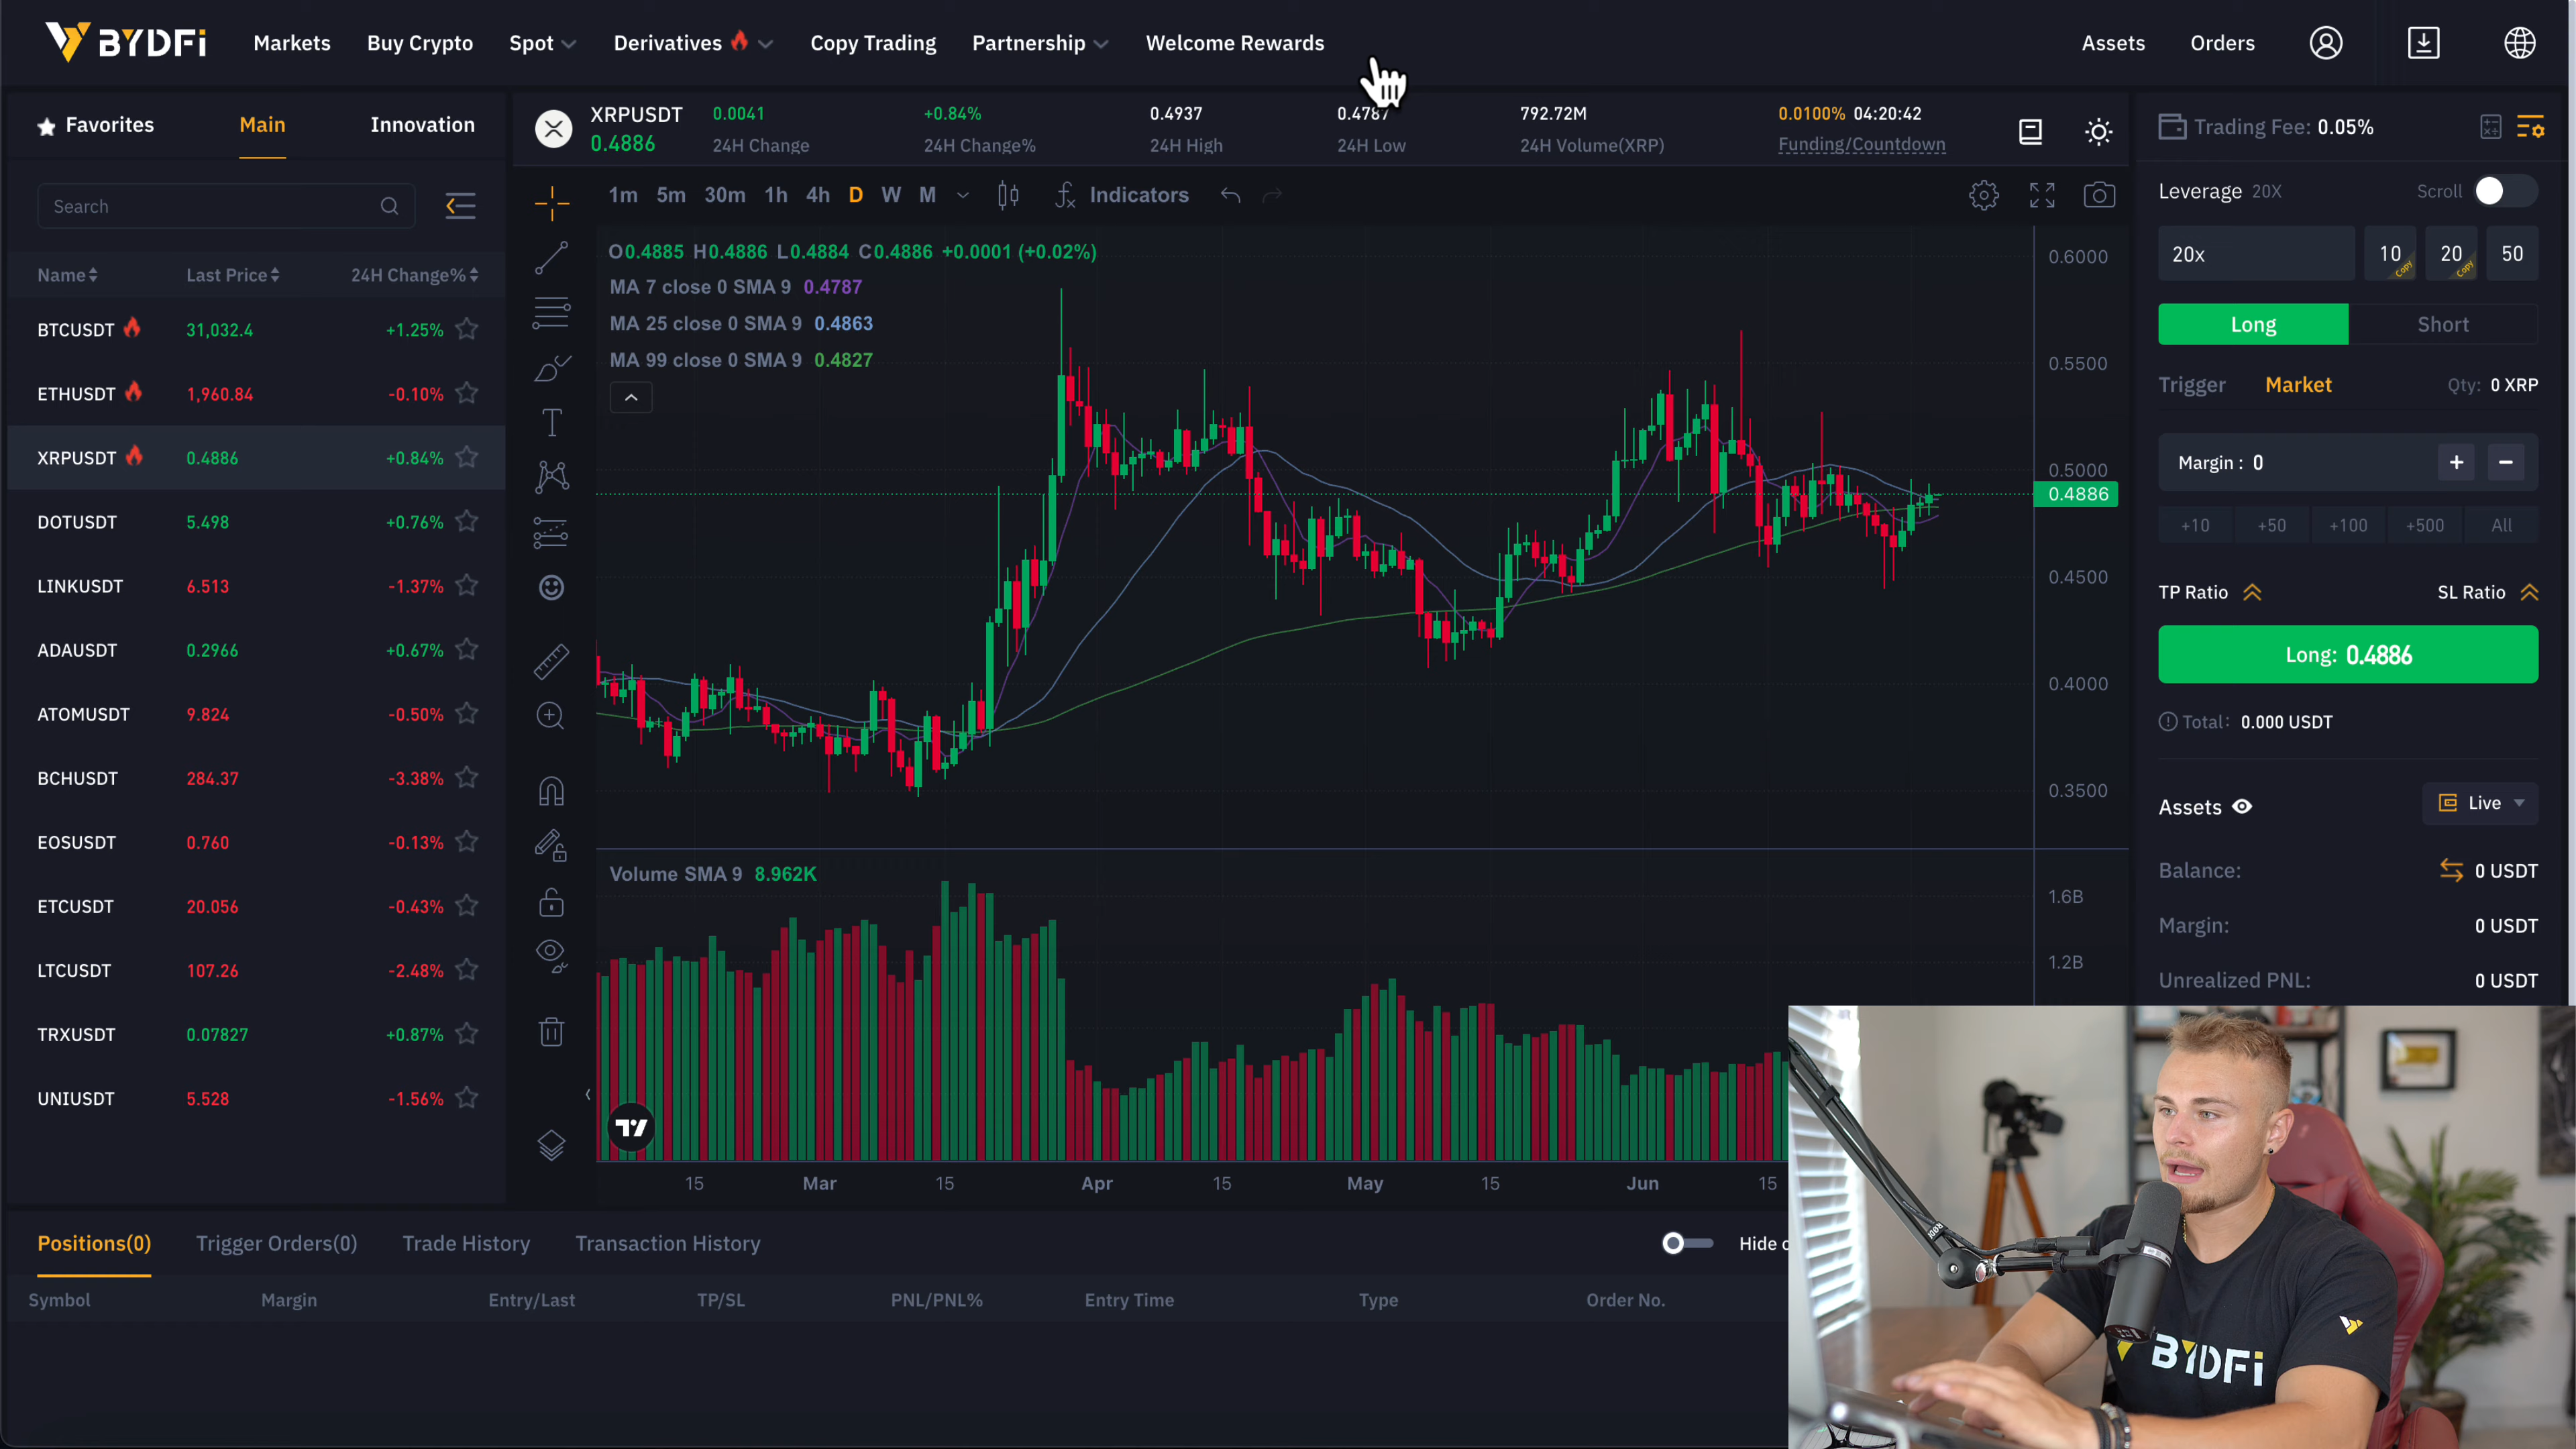 BYDFi Markets Buy Crypto Spot Derivatives Copy Trading Partnership Welcome Rewards Assets Orders
Favorites Main Innovation
Search
Name Last Price 24H Change%
BTCUSDT 31,032.4 +1.25%
ETHUSDT 1,960.84 -0.10%
XRPUSDT 0.4886 +0.84%
DOTUSDT 5.498 +0.76%
LINKUSDT 6.513 -1.37%
ADAUSDT 0.2966 +0.67%
ATOMUSDT 9.824 -0.50%
BCHUSDT 284.37 -3.38%
EOSUSDT 0.760 -0.13%
ETCUSDT 20.056 -0.43%
LTCUSDT 107.26 -2.48%
TRXUSDT 0.07827 +0.87%
UNIUSDT 5.528 -1.56%
XRPUSDT 0.0041 +0.84% 0.4937 0.4787 792.72M 0.0100% 04:20:42
0.4886 24H Change 24H Change% 24H High 24H Low 24H Volume(XRP) Funding/Countdown
1m 5m 30m 1h 4h D W M Indicators
O0.4885 H0.4886 L0.4884 C0.4886 +0.0001 (+0.02%)
MA 7 close 0 SMA 9 0.4787
MA 25 close 0 SMA 9 0.4863
MA 99 close 0 SMA 9 0.4827
0.6000
0.5500
0.5000
0.4886
0.4500
0.4000
0.3500
Volume SMA 9 8.962K
1.6B
1.2B
15 Mar 15 Apr 15 May 15 Jun 15
Trading Fee: 0.05%
Leverage 20X Scroll
20x 10 20 50
Copy Copy
Long Short
Trigger Market Qty: 0 XRP
Margin : 0 + −
+10 +50 +100 +500 All
TP Ratio SL Ratio
Long: 0.4886
Total: 0.000 USDT
Assets Live
Balance: 0 USDT
Margin: 0 USDT
Unrealized PNL: 0 USDT
Positions(0) Trigger Orders(0) Trade History Transaction History Hide
Symbol Margin Entry/Last TP/SL PNL/PNL% Entry Time Type Order No.
RØDE
BYDFi